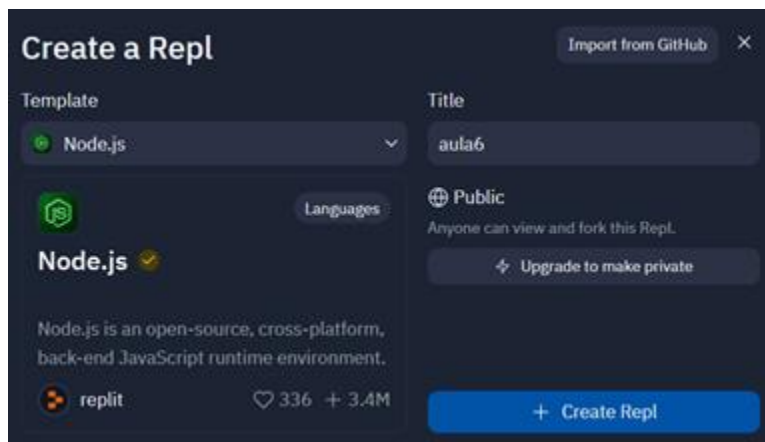 Create a Repl
Import from GitHub
Template
Title
Node.js
aula6
Languages
Public
Anyone can view and fork this Repl.
Node.js
Upgrade to make private
Node.js is an open-source, cross-platform,
back-end JavaScript runtime environment.
replit
336 + 3.4M
+ Create Repl